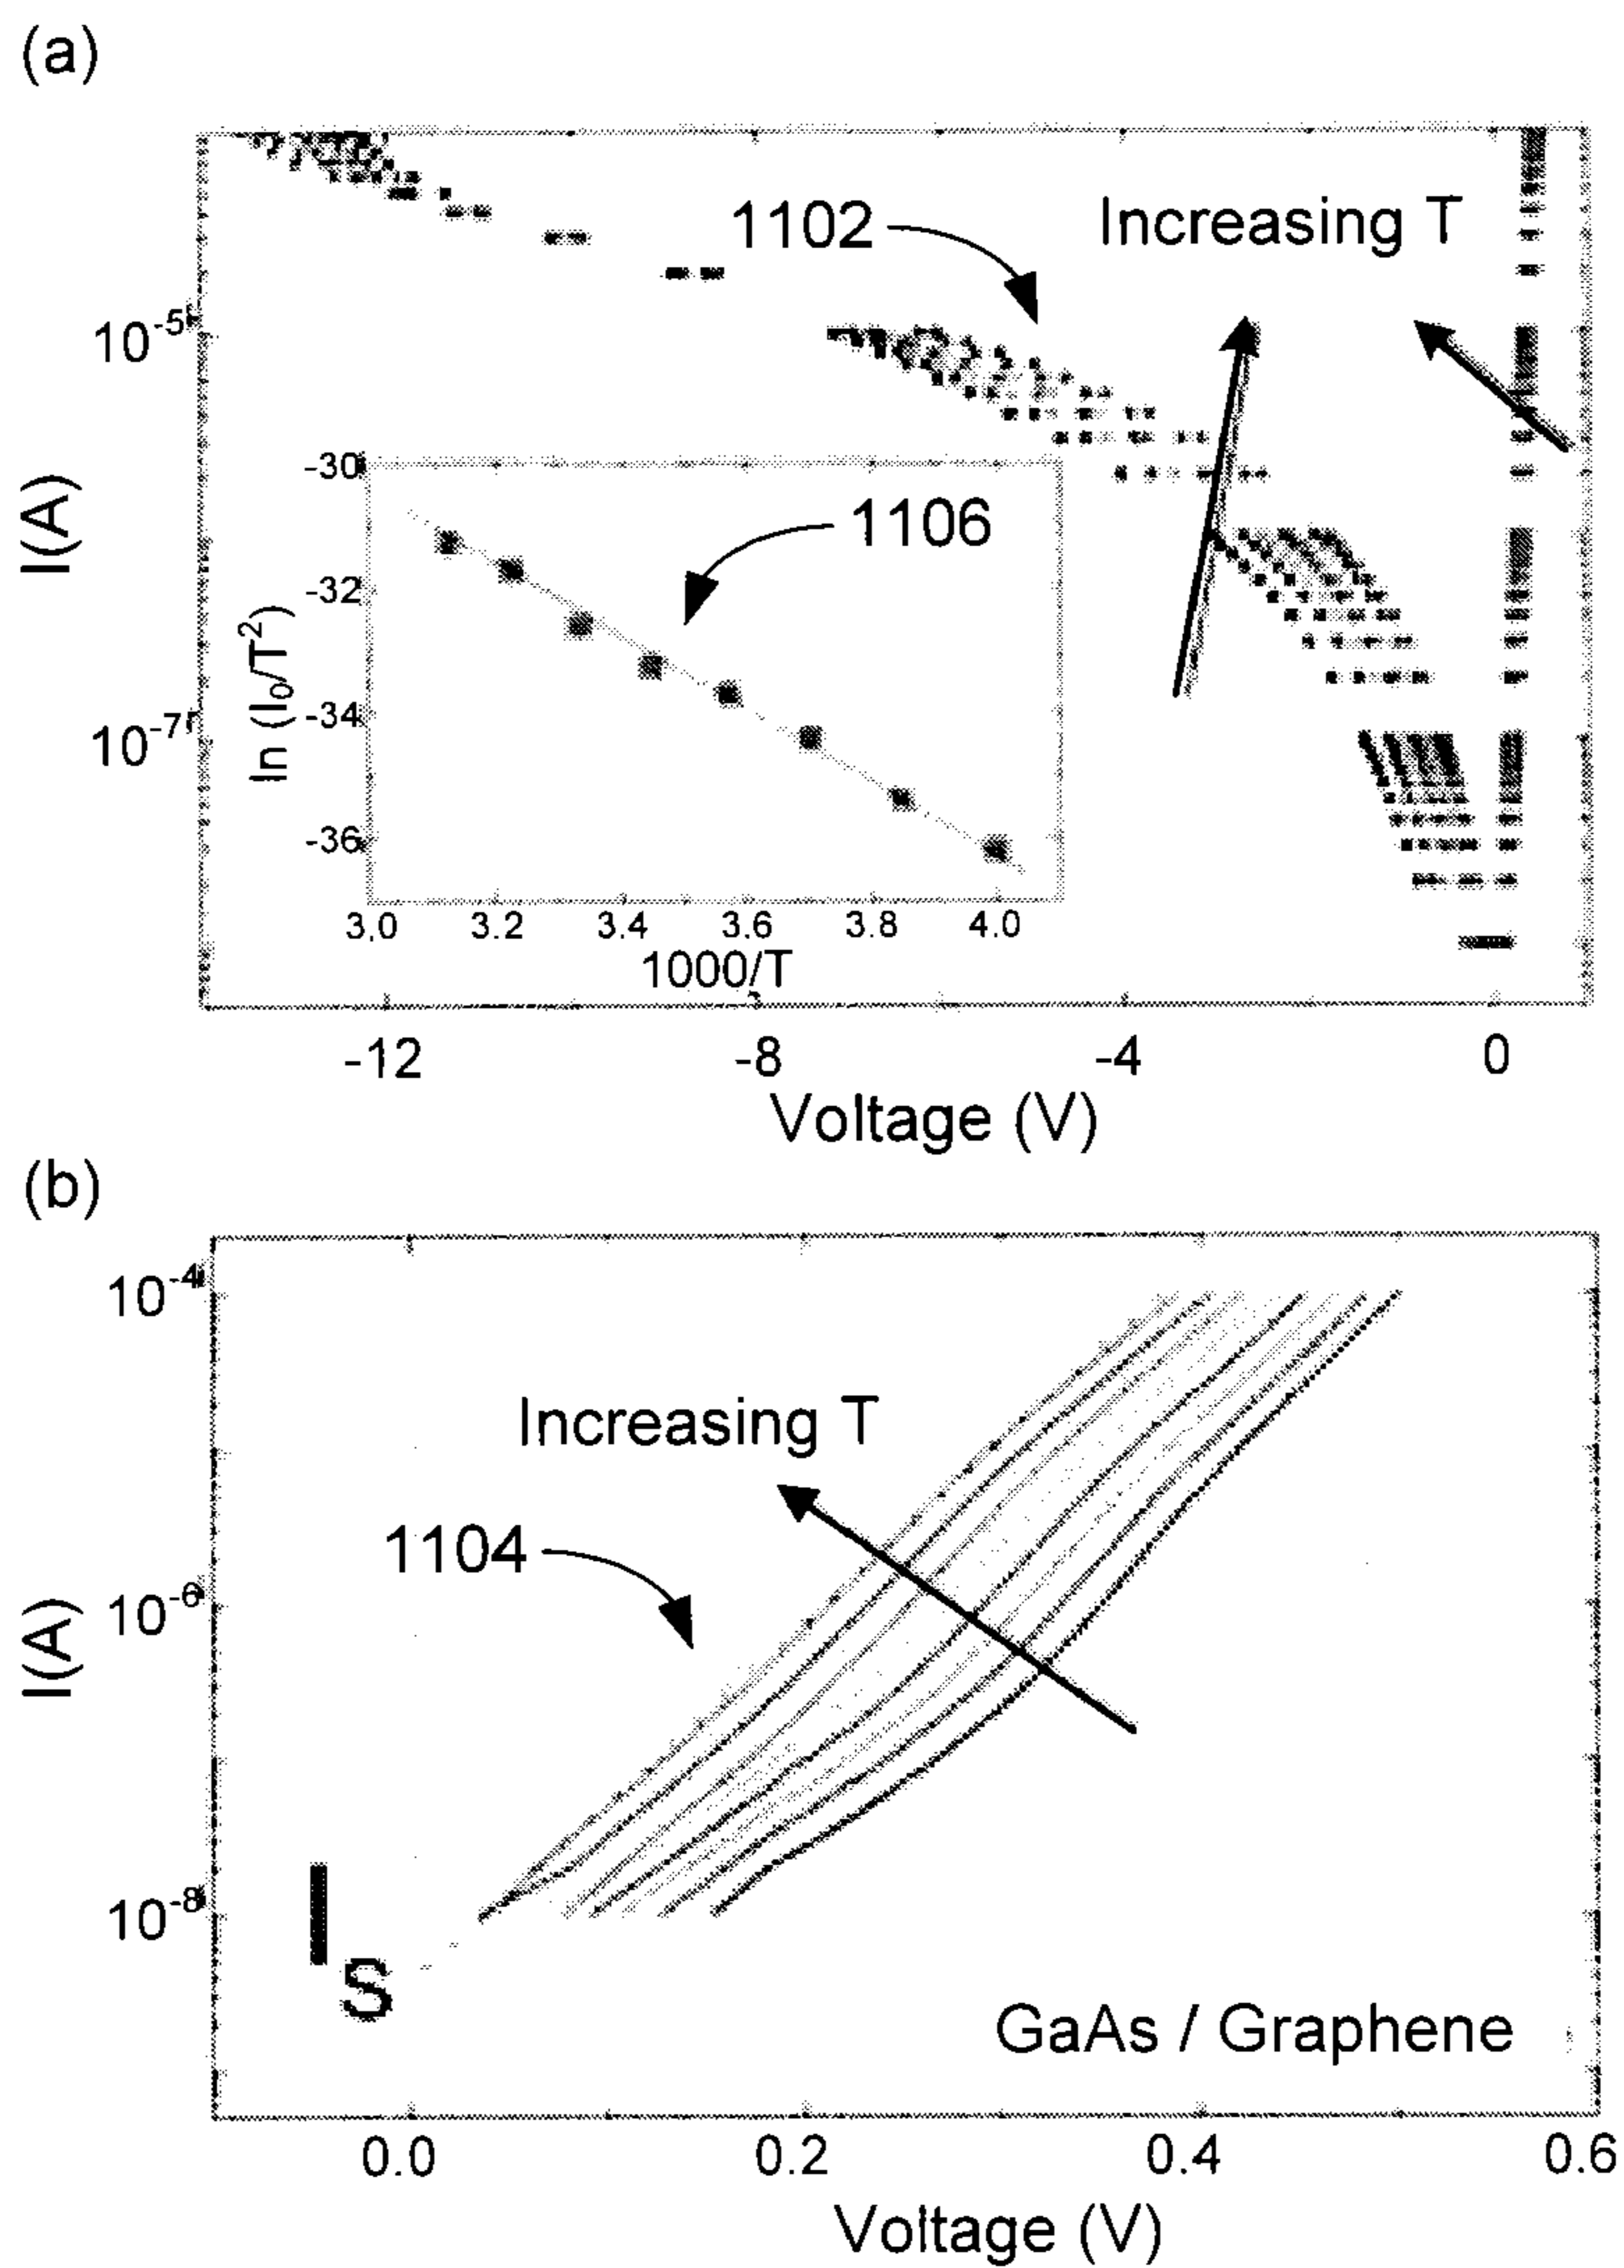 (a)
1102
Increasing T
10⁻⁵
I(A)
-30
1106
-32
ln (I₀/T²)
-34
10⁻⁷
-36
3.0 3.2 3.4 3.6 3.8 4.0
1000/T
-12 -8 -4 0
Voltage (V)
(b)
10⁻⁴
Increasing T
1104
10⁻⁶
I(A)
10⁻⁸
I_S
GaAs / Graphene
0.0 0.2 0.4 0.6
Voltage (V)